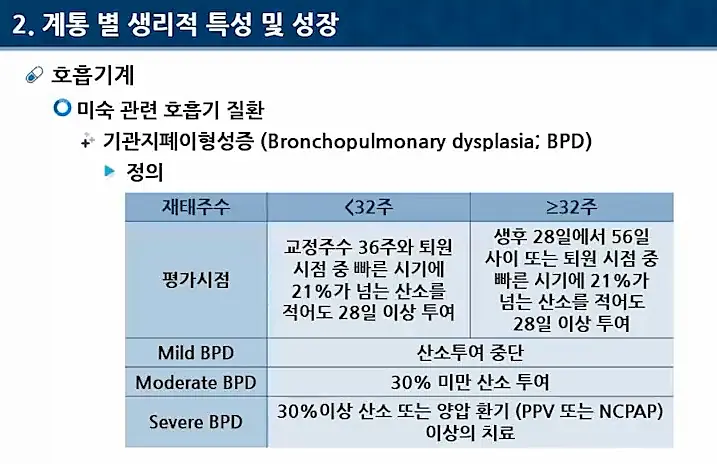 2. 계통 별 생리적 특성 및 성장
호흡기계
미숙 관련 호흡기 질환
기관지폐이형성증 (Bronchopulmonary dysplasia; BPD)
정의
재태주수 <32주 ≥32주
평가시점
교정주수 36주와 퇴원
시점 중 빠른 시기에
21%가 넘는 산소를
적어도 28일 이상 투여
생후 28일에서 56일
사이 또는 퇴원 시점 중
빠른 시기에 21%가
넘는 산소를 적어도
28일 이상 투여
Mild BPD 산소투여 중단
Moderate BPD 30% 미만 산소 투여
Severe BPD
30%이상 산소 또는 양압 환기 (PPV 또는 NCPAP)
이상의 치료